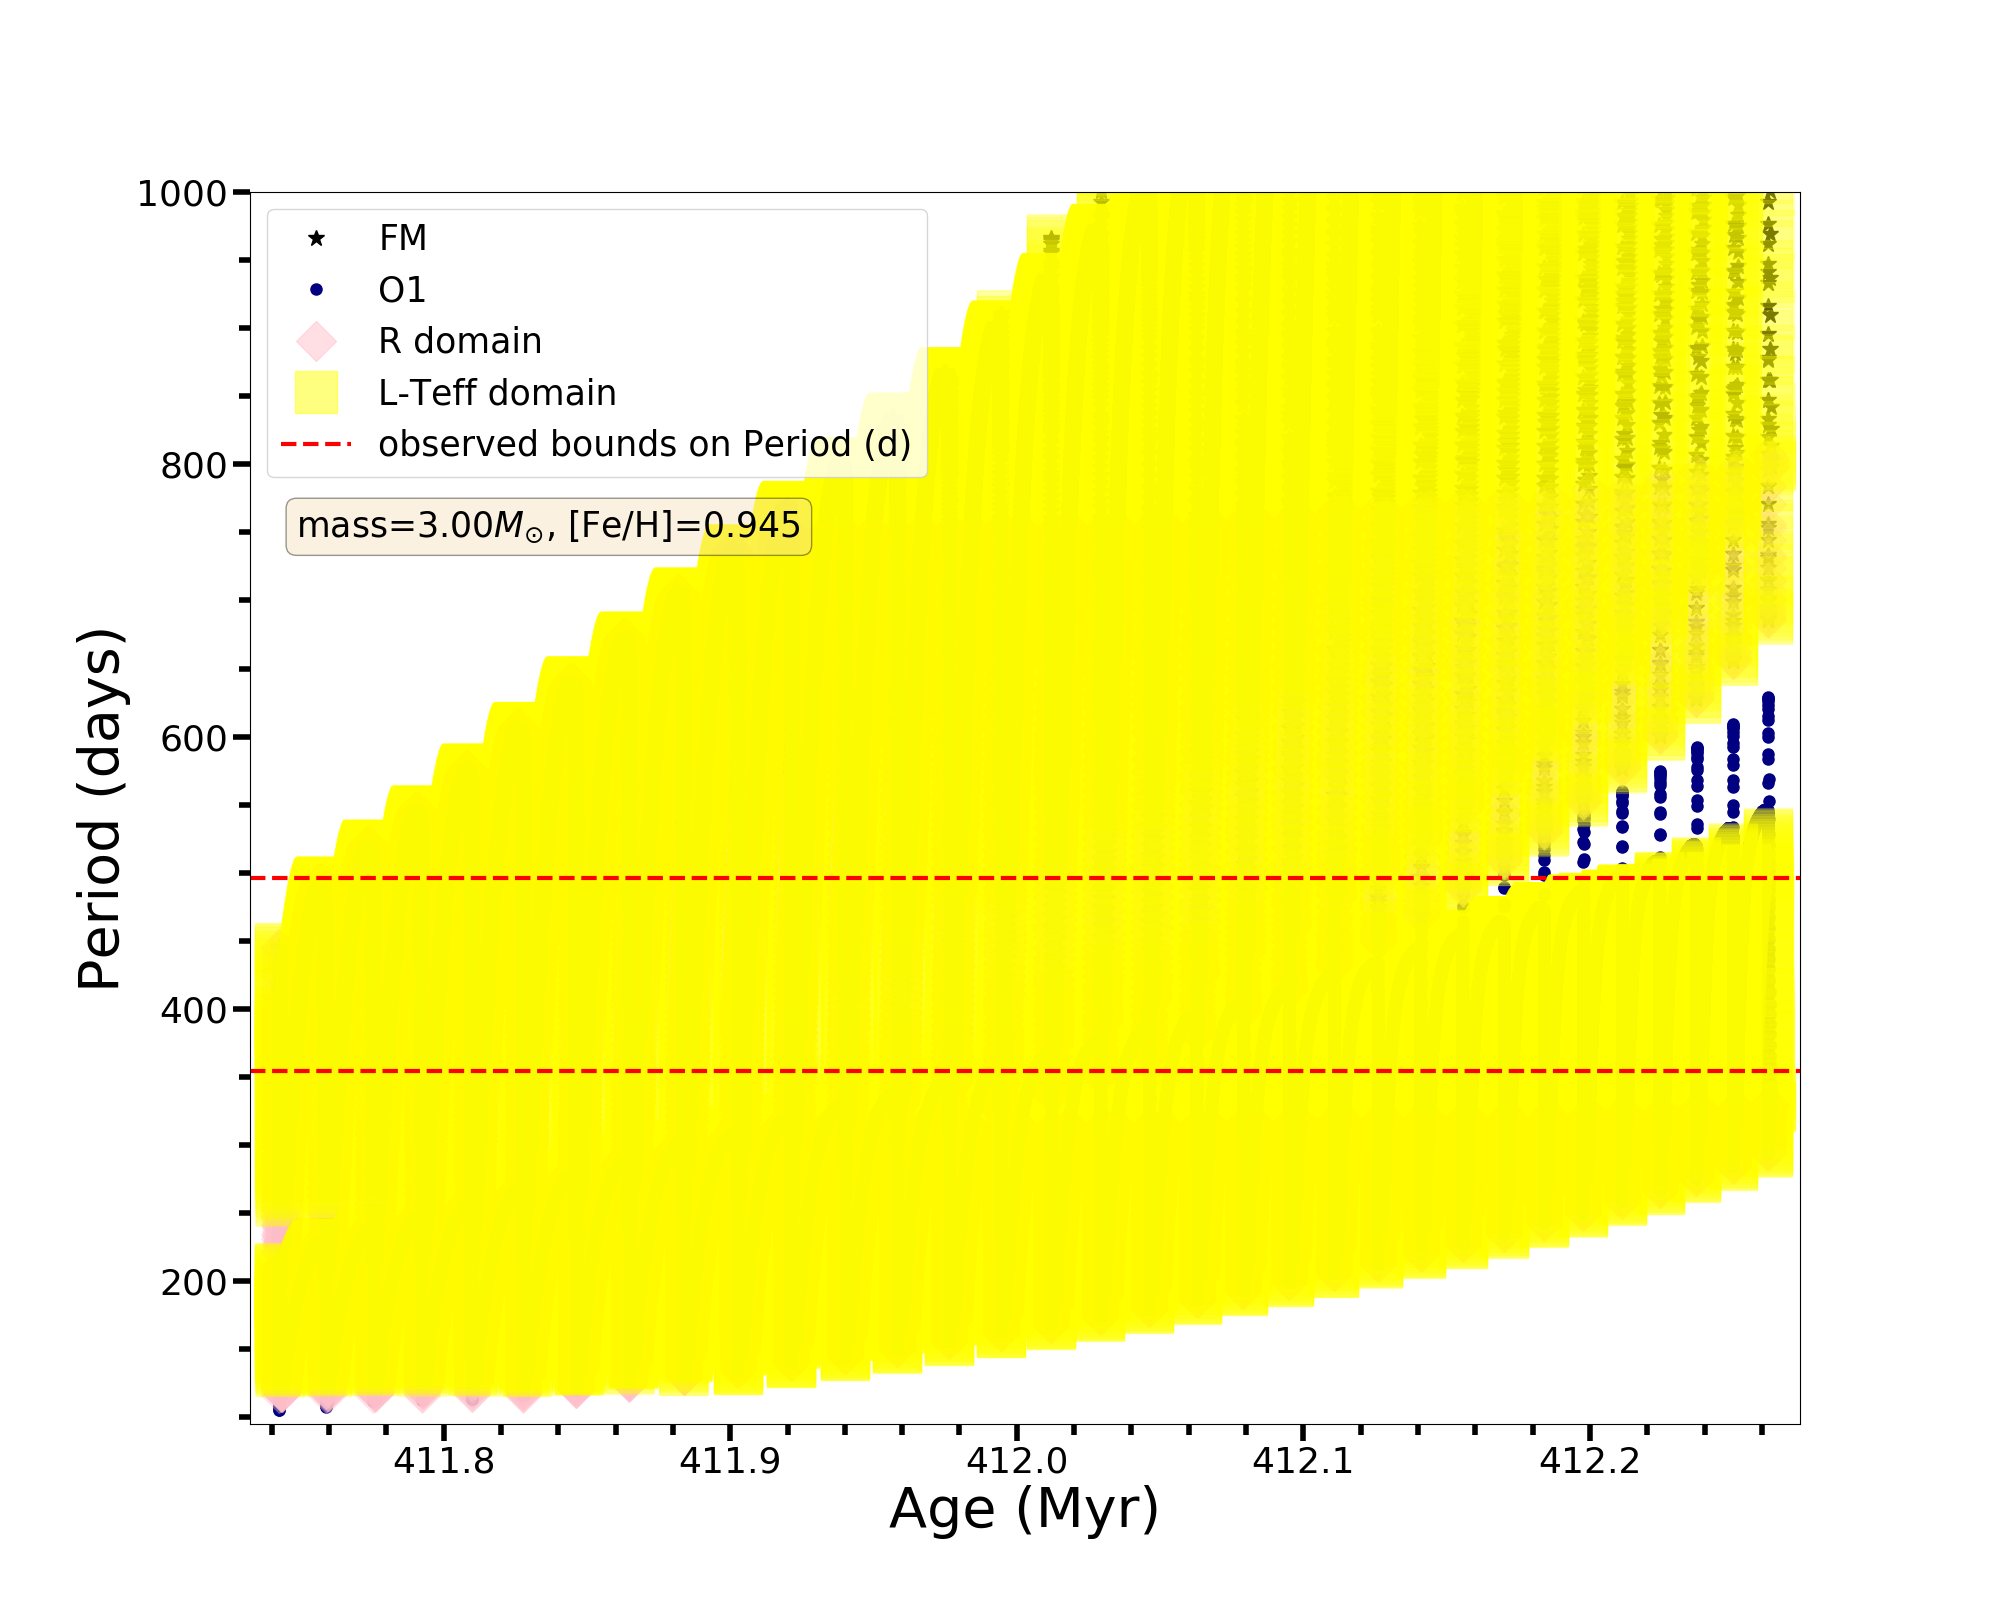 1000
800
600
400
200
Period (days)
FM
O1
R domain
L-Teff domain
observed bounds on Period (d)
mass=3.00M⊙, [Fe/H]=0.945
411.8 411.9 412.0 412.1 412.2
Age (Myr)